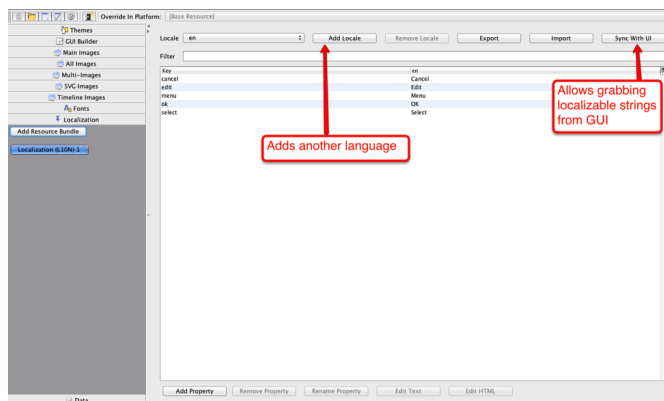 Override In Platform: [Base Resource]
Themes
GUI Builder
Main Images
All Images
Multi-Images
SVG Images
Timeline Images
Fonts
Localization
Add Resource Bundle
Localization (L10N) 1
Data
Locale en Add Locale Remove Locale Export Import Sync With UI
Filter
Key en
cancel Cancel
edit Edit
menu Menu
ok OK
select Select
Adds another language
Allows grabbing
localizable strings
from GUI
Add Property Remove Property Rename Property Edit Text Edit HTML